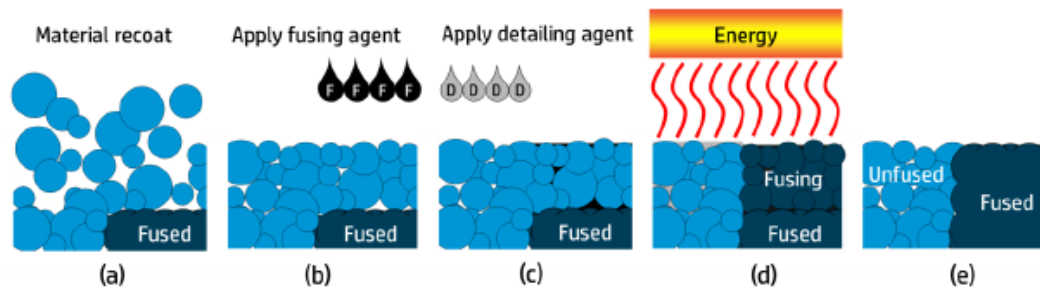 Material recoat
Apply fusing agent
Apply detailing agent
Energy
F F F F
D D D D
Fused
Fused
Fused
Fusing
Fused
Unfused
Fused
(a)
(b)
(c)
(d)
(e)